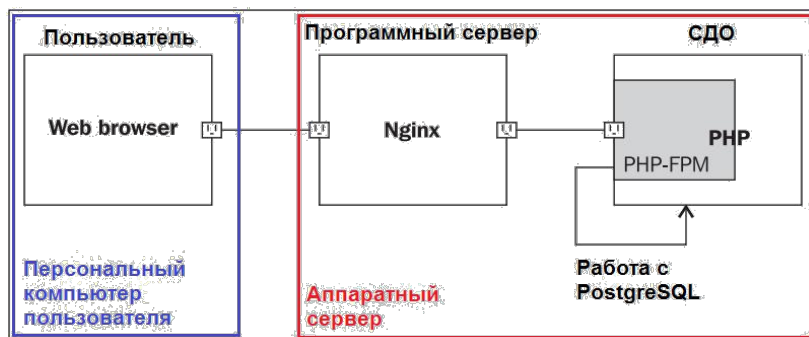 Пользователь
Программный сервер
СДО
Web browser
Nginx
PHP
PHP-FPM
Персональный
компьютер
пользователя
Аппаратный
сервер
Работа с
PostgreSQL